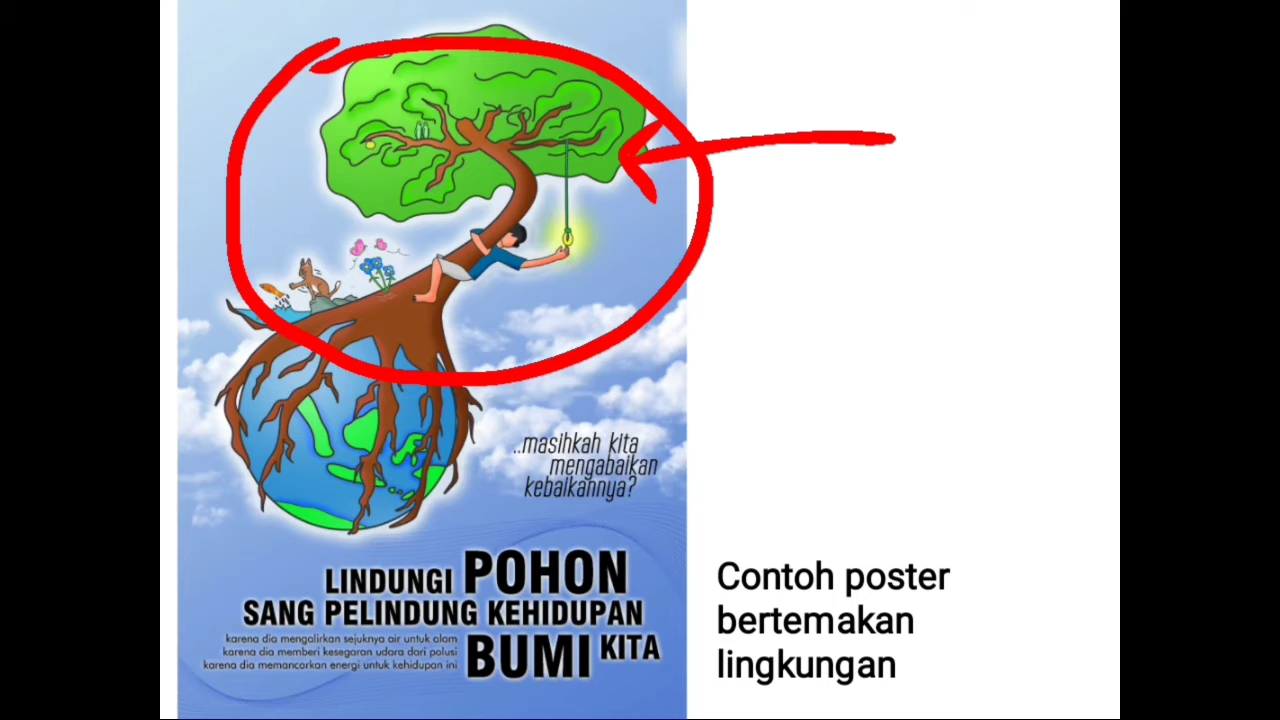 ..masihkah kita
mengabaikan
kebaikannya?
LINDUNGI POHON
SANG PELINDUNG KEHIDUPAN
BUMI KITA
karena dia mengalirkan sejuknya air untuk alam
karena dia memberi kesegaran udara dari polusi
karena dia memancarkan energi untuk kehidupan ini
Contoh poster
bertemakan
lingkungan